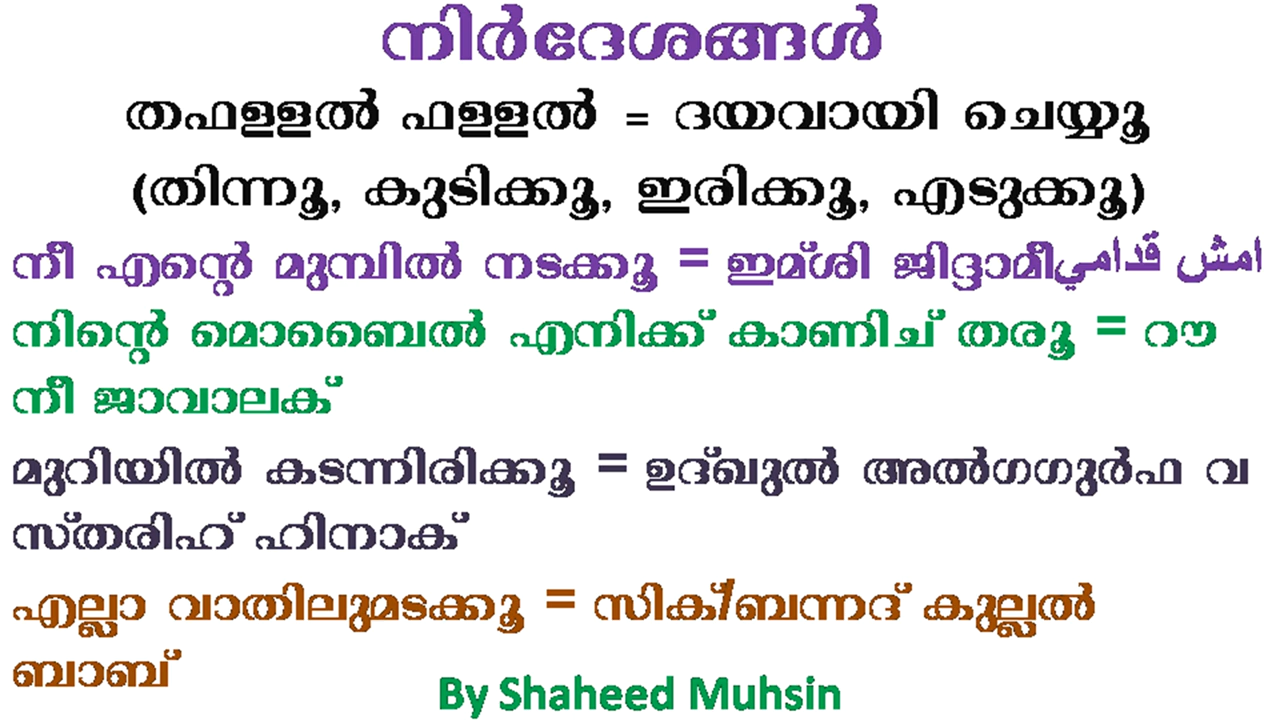 നിർദേശങ്ങൾ
തഫള്ളൽ ഫള്ളൽ = ദയവായി ചെയ്യൂ
(തിന്നൂ, കുടിക്കൂ, ഇരിക്കൂ, എടുക്കൂ)
നീ എന്റെ മുമ്പിൽ നടക്കൂ = ഇമ്ശി ജിദ്ദാമീامش قدامي
നിന്റെ മൊബൈൽ എനിക്ക് കാണിച് തരൂ = റൗ
നീ ജാവാലക്
മുറിയിൽ കടന്നിരിക്കൂ = ഉദ്ഖുൽ അൽഗഗുർഫ വ
സ്തരിഹ് ഹിനാക്
എല്ലാ വാതിലുമടക്കൂ = സിക്/ബന്നദ് കുല്ലൽ
ബാബ്
By Shaheed Muhsin